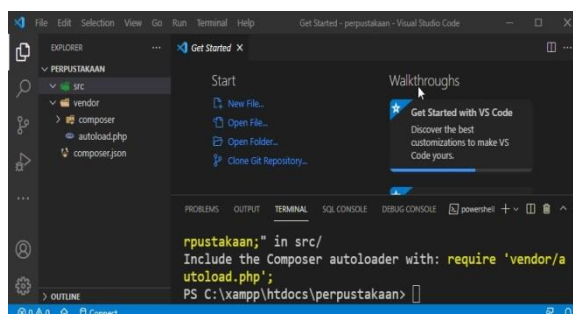 File Edit Selection View Go Run Terminal Help
Get Started - perpustakaan - Visual Studio Code
EXPLORER
Get Started
PERPUSTAKAAN
src
vendor
composer
autoload.php
composer.json
OUTLINE
Start
New File...
Open File...
Open Folder...
Clone Git Repository...
Walkthroughs
Get Started with VS Code
Discover the best
customizations to make VS
Code yours.
PROBLEMS OUTPUT TERMINAL SQL CONSOLE DEBUG CONSOLE powershell
rpustakaan;" in src/
Include the Composer autoloader with: require 'vendor/a
utoload.php';
PS C:\xampp\htdocs\perpustakaan>
0 0 Connect